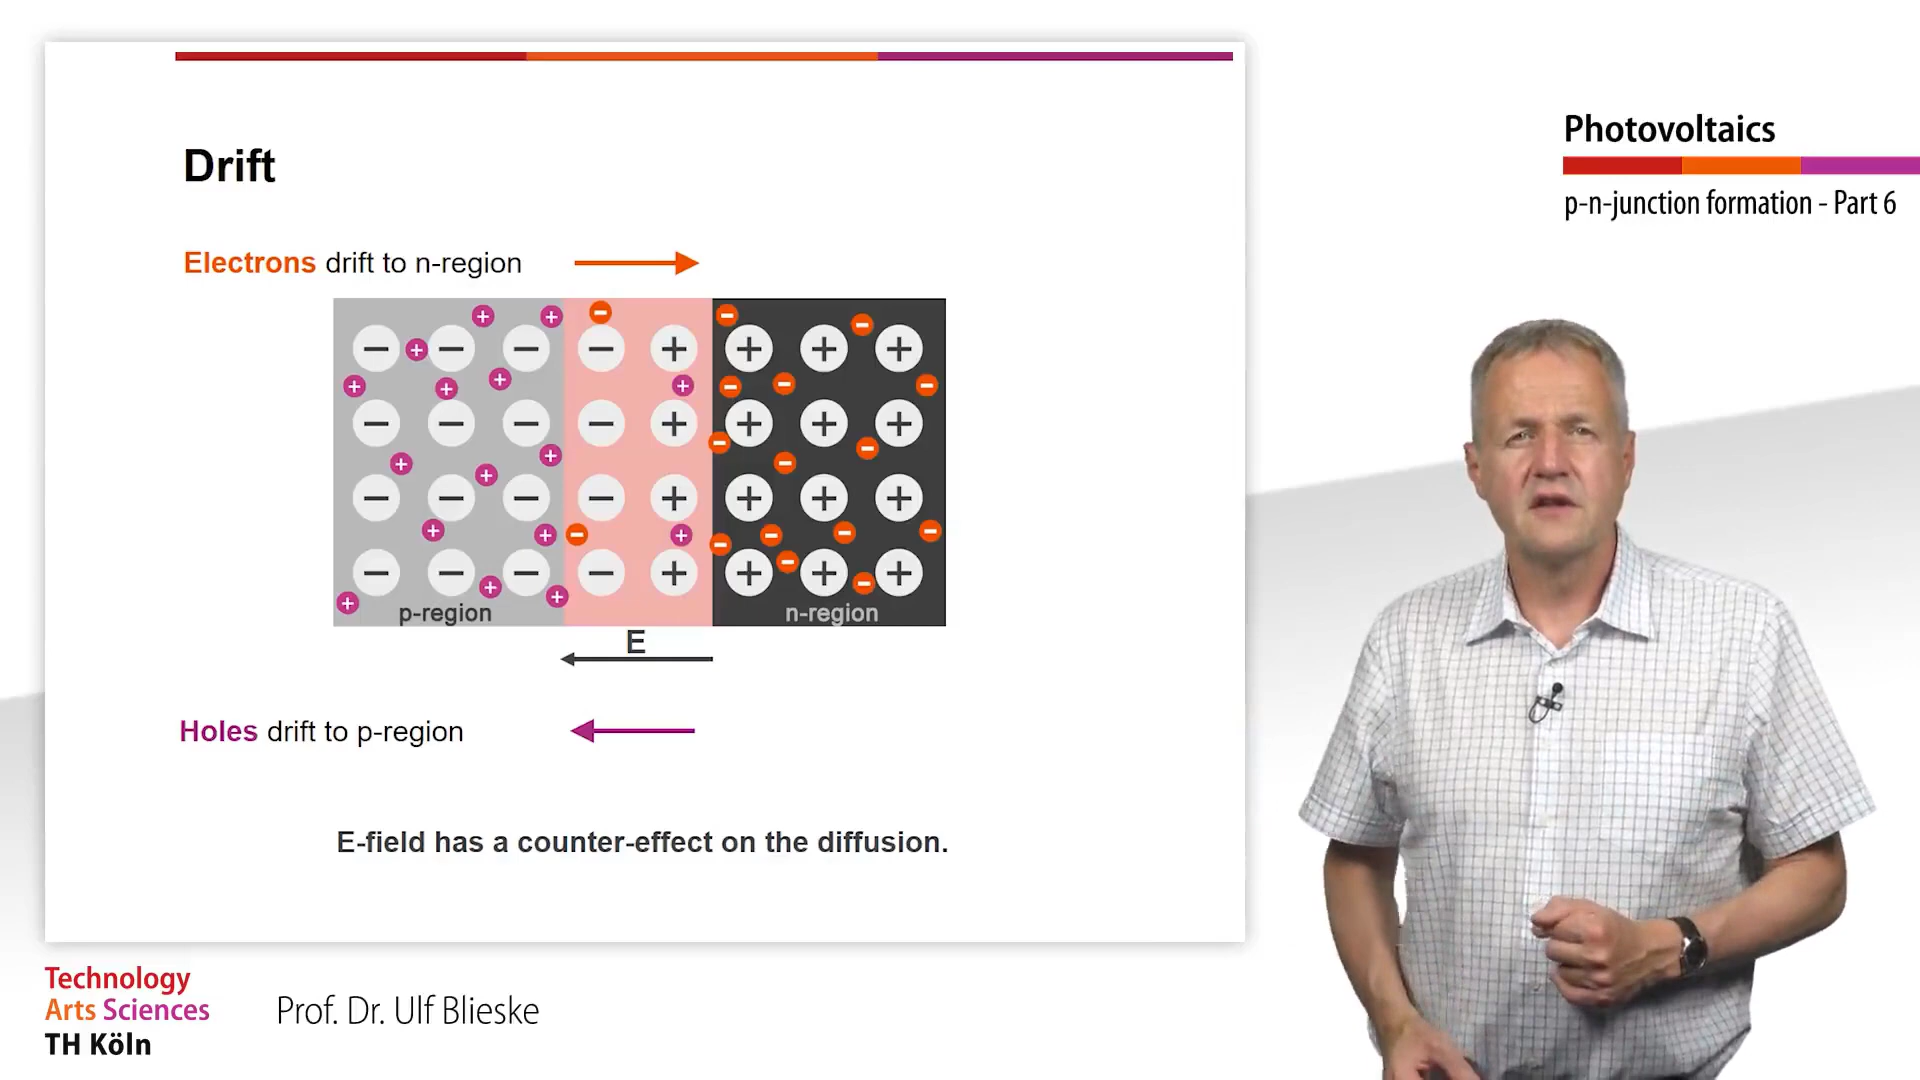 Drift
Electrons drift to n-region
p-region
n-region
E
Holes drift to p-region
E-field has a counter-effect on the diffusion.
Photovoltaics
p-n-junction formation - Part 6
Technology
Arts Sciences
TH Köln
Prof. Dr. Ulf Blieske